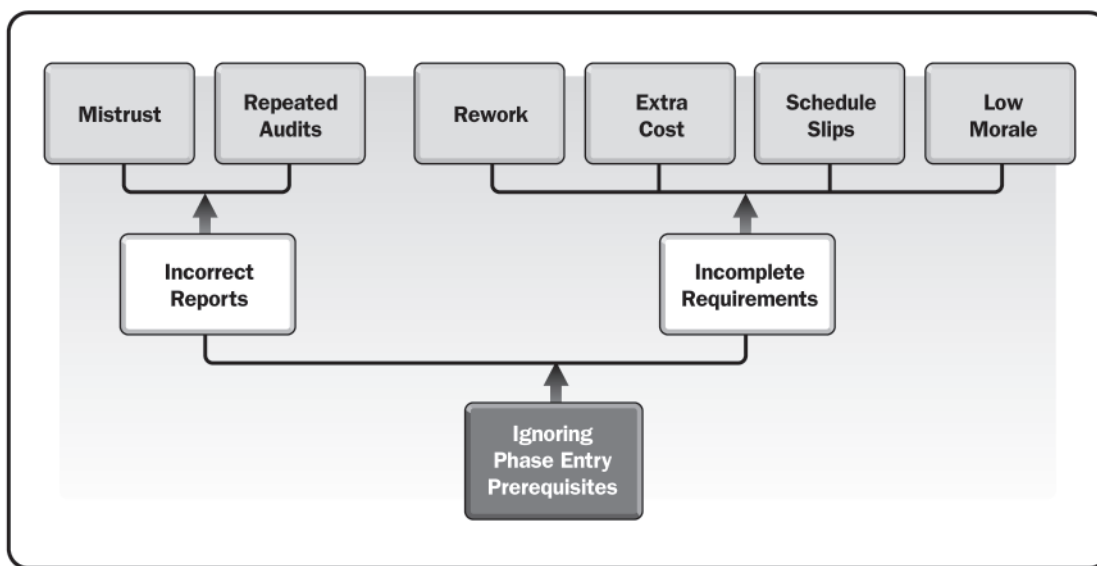 Mistrust
Repeated
Audits
Rework
Extra
Cost
Schedule
Slips
Low
Morale
Incorrect
Reports
Incomplete
Requirements
Ignoring
Phase Entry
Prerequisites